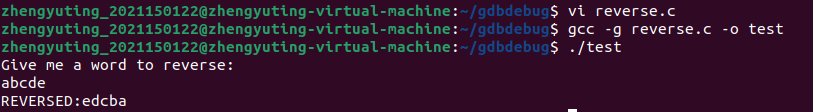 zhengyuting_2021150122@zhengyuting-virtual-machine:~/gdbdebug$ vi reverse.c
zhengyuting_2021150122@zhengyuting-virtual-machine:~/gdbdebug$ gcc -g reverse.c -o test
zhengyuting_2021150122@zhengyuting-virtual-machine:~/gdbdebug$ ./test
Give me a word to reverse:
abcde
REVERSED:edcba